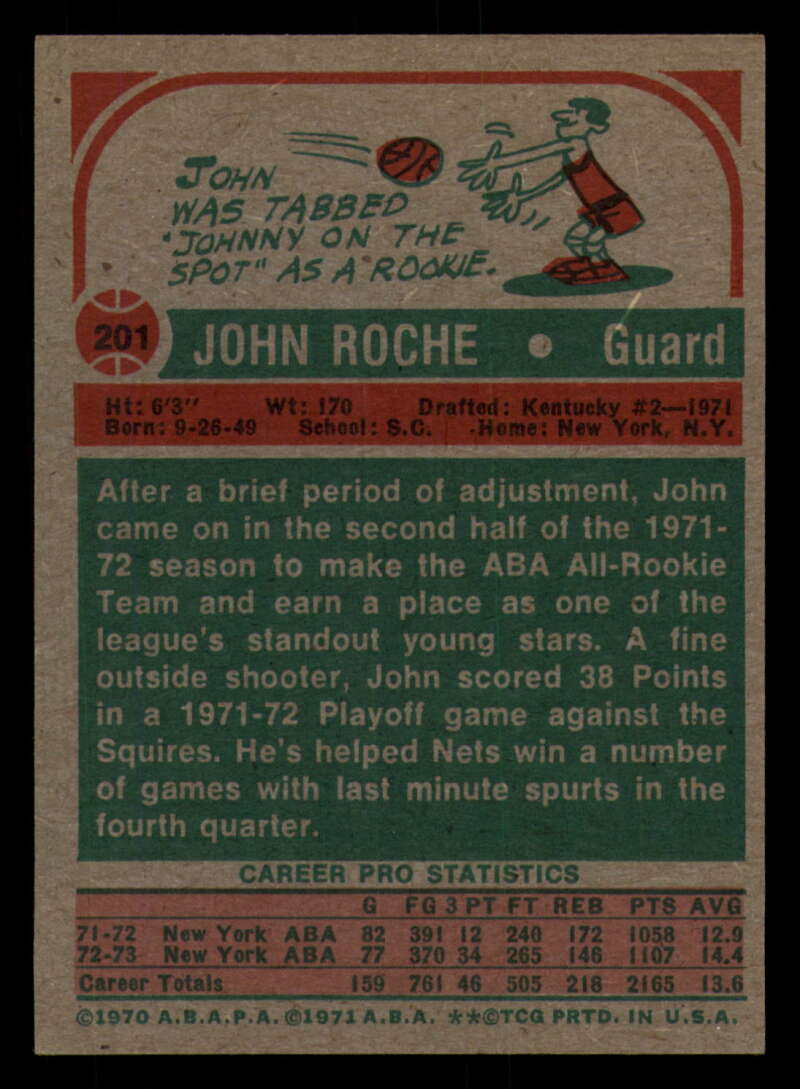 JOHN
WAS TABBED
"JOHNNY ON THE
SPOT" AS A ROOKIE.
201 JOHN ROCHE • Guard
Ht: 6'3" Wt: 170 Drafted: Kentucky #2—1971
Born: 9-26-49 School: S.C. Home: New York, N.Y.
After a brief period of adjustment, John
came on in the second half of the 1971-
72 season to make the ABA All-Rookie
Team and earn a place as one of the
league's standout young stars. A fine
outside shooter, John scored 38 Points
in a 1971-72 Playoff game against the
Squires. He's helped Nets win a number
of games with last minute spurts in the
fourth quarter.
CAREER PRO STATISTICS
G FG 3 PT FT REB PTS AVG
71-72 New York ABA 82 391 12 240 172 1058 12.9
72-73 New York ABA 77 370 34 265 146 1107 14.4
Career Totals 159 761 46 505 218 2165 13.6
©1970 A.B.A.P.A. ©1971 A.B.A. **©TCG PRTD. IN U.S.A.